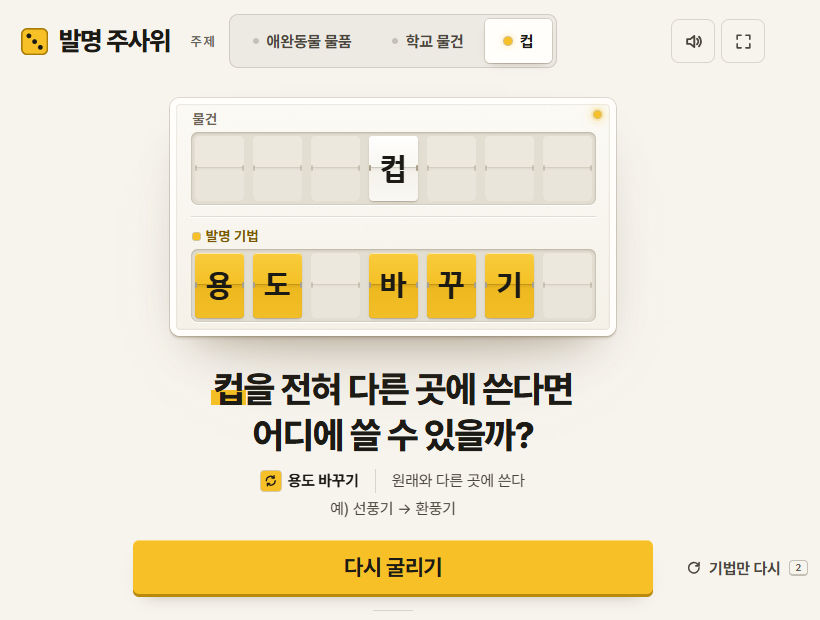 발명 주사위
주제
애완동물 물품
학교 물건
컵
물건
컵
발명 기법
용도 바꾸기
컵을 전혀 다른 곳에 쓴다면
어디에 쓸 수 있을까?
용도 바꾸기
원래와 다른 곳에 쓴다
예) 선풍기 → 환풍기
다시 굴리기
기법만 다시 2